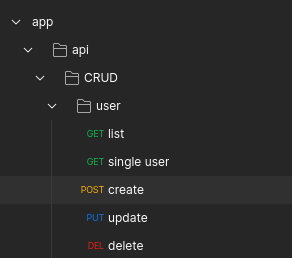 app
api
CRUD
user
GET list
GET single user
POST create
PUT update
DEL delete